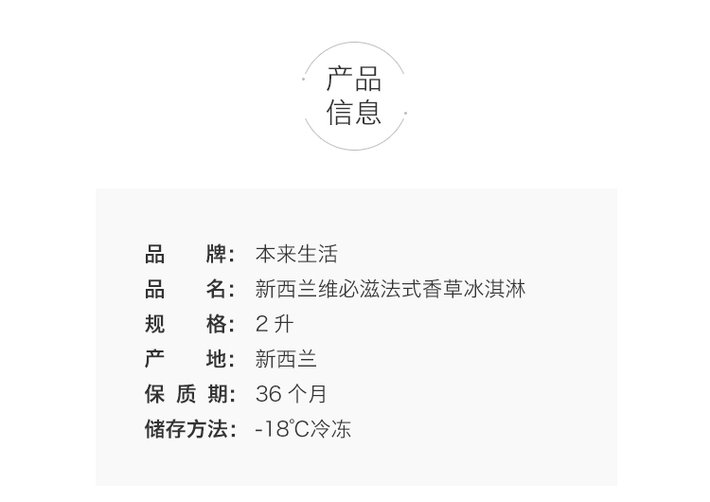 产品
信息
品 牌： 本来生活
品 名： 新西兰维必滋法式香草冰淇淋
规 格： 2 升
产 地： 新西兰
保 质 期： 36 个月
储存方法： -18℃冷冻